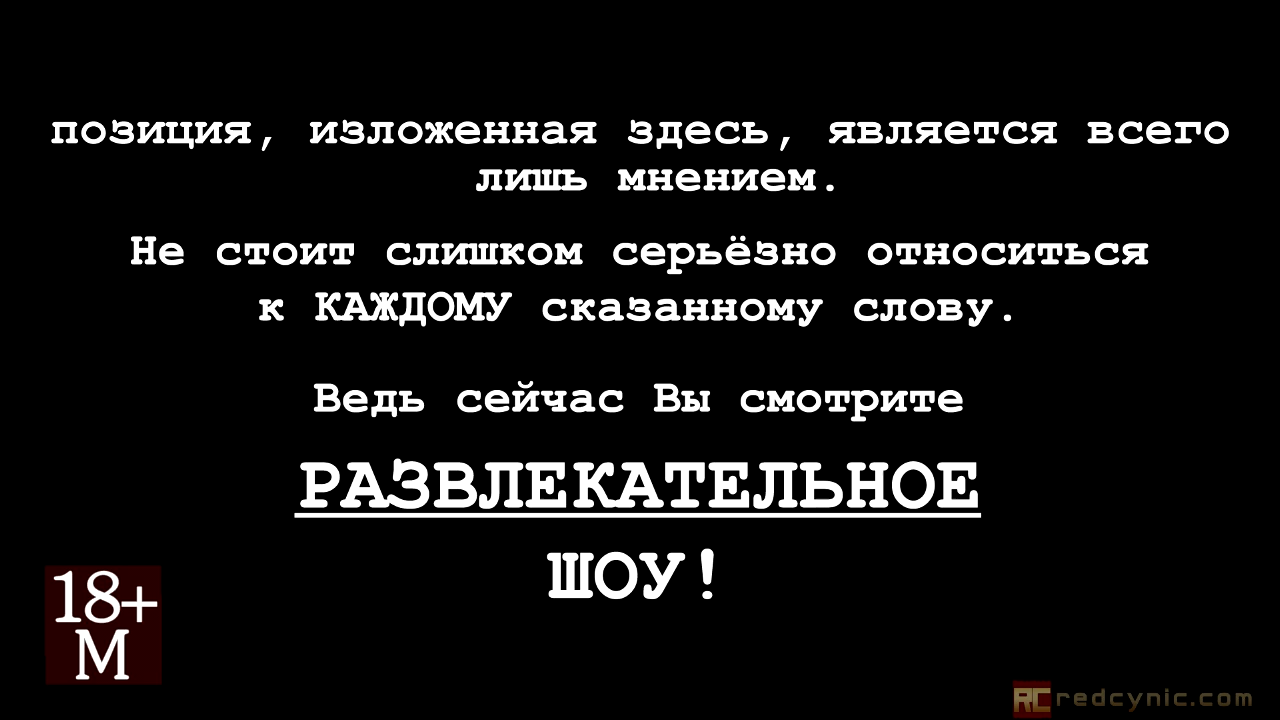 позиция, изложенная здесь, является всего
лишь мнением.
Не стоит слишком серьёзно относиться
к КАЖДОМУ сказанному слову.
Ведь сейчас Вы смотрите
РАЗВЛЕКАТЕЛЬНОЕ
ШОУ!
18+
M
RC redcynic.com